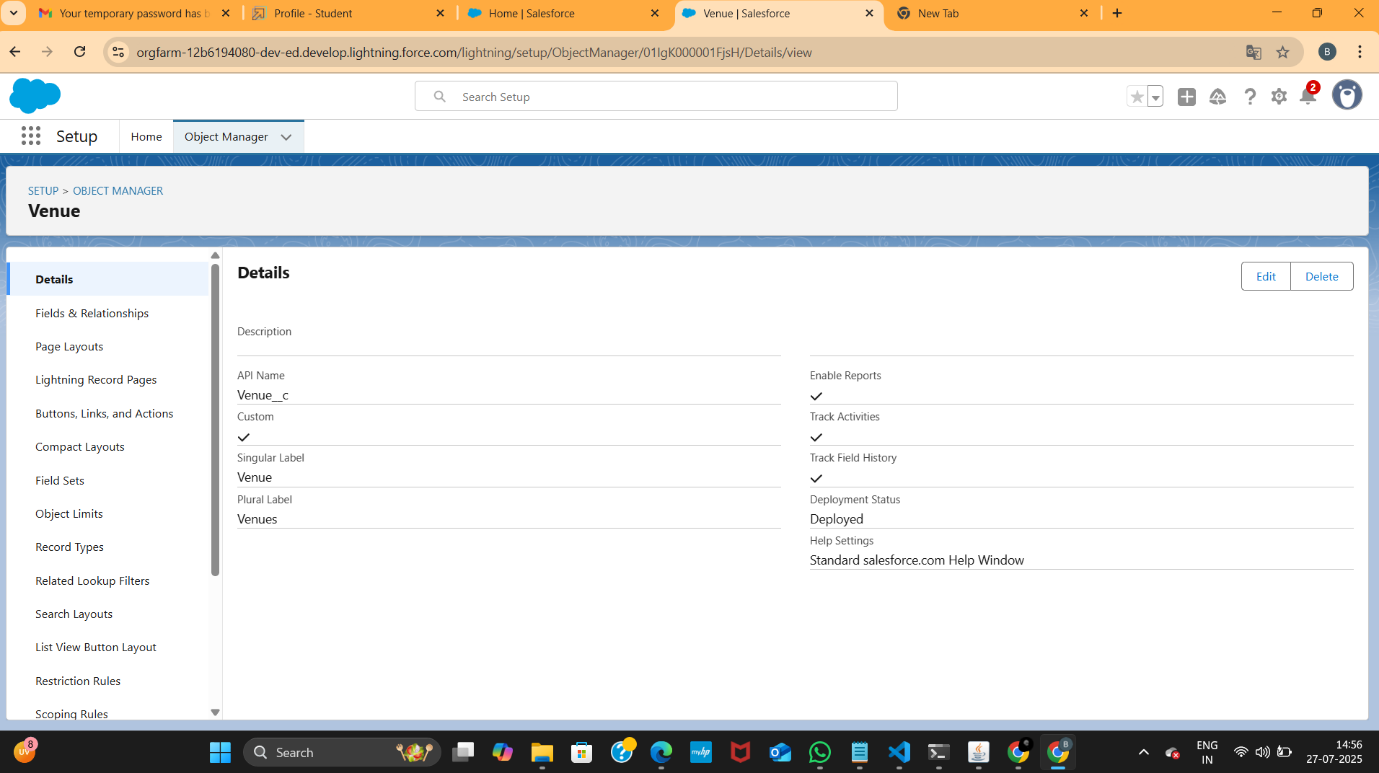 Your temporary password has b
Profile - Student
Home | Salesforce
Venue | Salesforce
New Tab
orgfarm-12b6194080-dev-ed.develop.lightning.force.com/lightning/setup/ObjectManager/01IgK000001FjsH/Details/view
B
Search Setup
2
Setup
Home
Object Manager
SETUP > OBJECT MANAGER
Venue
Details
Fields & Relationships
Page Layouts
Lightning Record Pages
Buttons, Links, and Actions
Compact Layouts
Field Sets
Object Limits
Record Types
Related Lookup Filters
Search Layouts
List View Button Layout
Restriction Rules
Scoping Rules
Details
Edit
Delete
Description
API Name
Venue__c
Custom
Singular Label
Venue
Plural Label
Venues
Enable Reports
Track Activities
Track Field History
Deployment Status
Deployed
Help Settings
Standard salesforce.com Help Window
UV
8
Search
myhp
B
ENG
IN
14:56
27-07-2025